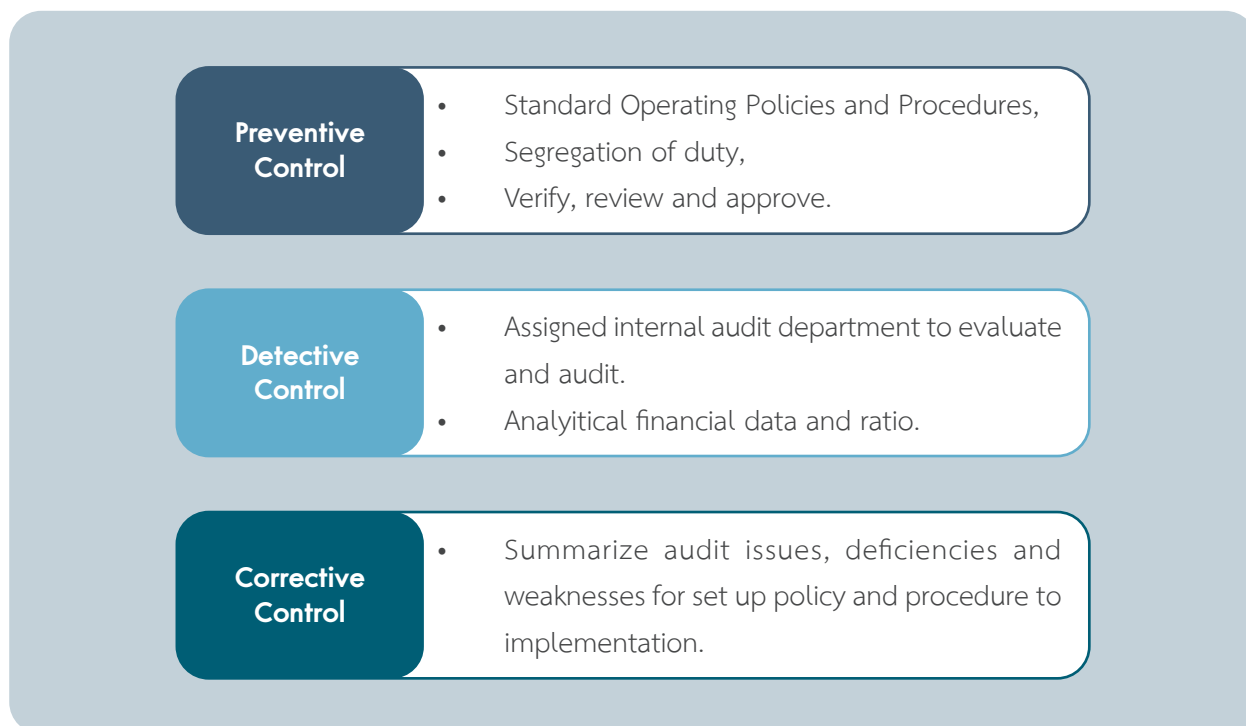 Preventive
Control
• Standard Operating Policies and Procedures,
• Segregation of duty,
• Verify, review and approve.
Detective
Control
• Assigned internal audit department to evaluate
and audit.
• Analyitical financial data and ratio.
Corrective
Control
• Summarize audit issues, deficiencies and
weaknesses for set up policy and procedure to
implementation.